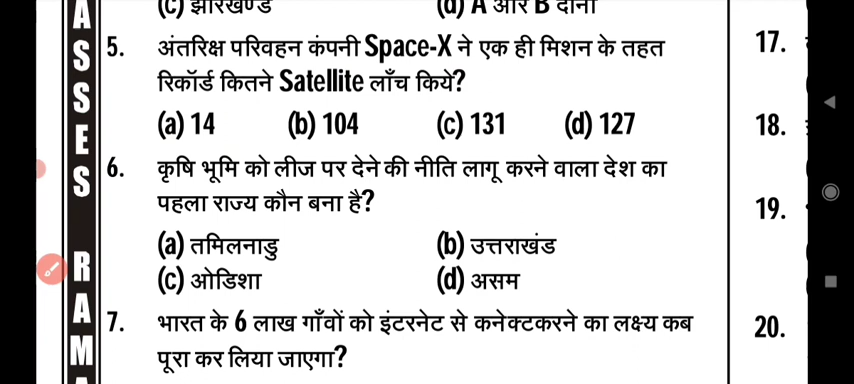 (c) झारखण्ड (d) A और B दोनों
5. अंतरिक्ष परिवहन कंपनी Space-X ने एक ही मिशन के तहत
रिकॉर्ड कितने Satellite लाँच किये?
(a) 14 (b) 104 (c) 131 (d) 127
6. कृषि भूमि को लीज पर देने की नीति लागू करने वाला देश का
पहला राज्य कौन बना है?
(a) तमिलनाडु (b) उत्तराखंड
(c) ओडिशा (d) असम
7. भारत के 6 लाख गाँवों को इंटरनेट से कनेक्टकरने का लक्ष्य कब
पूरा कर लिया जाएगा?
17.
18.
19.
20.
ASSES RAMA